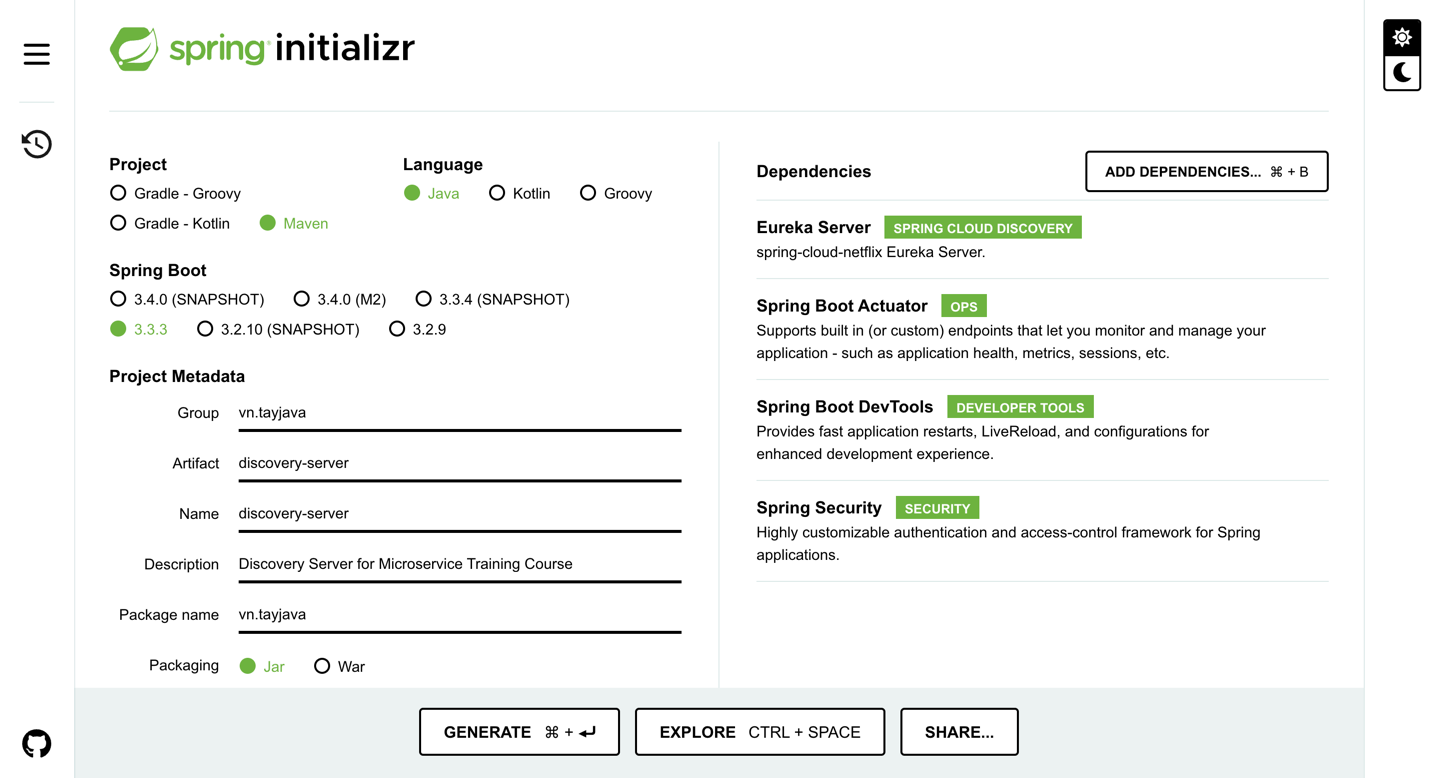 spring initializr
Project
Gradle - Groovy
Gradle - Kotlin Maven
Language
Java Kotlin Groovy
Spring Boot
3.4.0 (SNAPSHOT) 3.4.0 (M2) 3.3.4 (SNAPSHOT)
3.3.3 3.2.10 (SNAPSHOT) 3.2.9
Project Metadata
Group vn.tayjava
Artifact discovery-server
Name discovery-server
Description Discovery Server for Microservice Training Course
Package name vn.tayjava
Packaging Jar War
Dependencies ADD DEPENDENCIES... ⌘ + B
Eureka Server SPRING CLOUD DISCOVERY
spring-cloud-netflix Eureka Server.
Spring Boot Actuator OPS
Supports built in (or custom) endpoints that let you monitor and manage your
application - such as application health, metrics, sessions, etc.
Spring Boot DevTools DEVELOPER TOOLS
Provides fast application restarts, LiveReload, and configurations for
enhanced development experience.
Spring Security SECURITY
Highly customizable authentication and access-control framework for Spring
applications.
GENERATE ⌘ + ⏎ EXPLORE CTRL + SPACE SHARE...